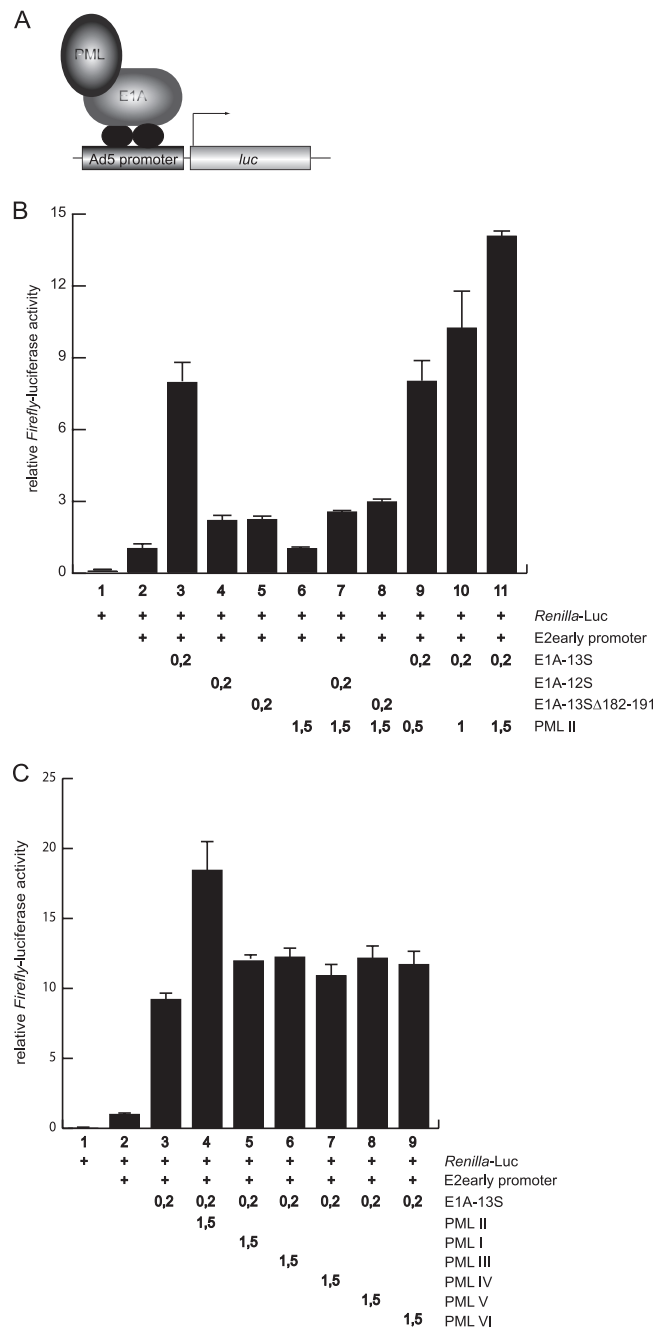 A
PML
E1A
Ad5 promoter
luc
B
relative Firefly-luciferase activity
15
12
9
6
3
0
1 2 3 4 5 6 7 8 9 10 11
+ + + + + + + + + + + Renilla-Luc
+ + + + + + + + + + E2early promoter
0,2 0,2 0,2 0,2 E1A-13S
0,2 0,2 E1A-12S
0,2 0,2 E1A-13SΔ182-191
1,5 1,5 1,5 0,5 1 1,5 PML II
C
relative Firefly-luciferase activity
25
20
15
10
5
0
1 2 3 4 5 6 7 8 9
+ + + + + + + + + Renilla-Luc
+ + + + + + + + E2early promoter
0,2 0,2 0,2 0,2 0,2 0,2 0,2 E1A-13S
1,5 PML II
1,5 PML I
1,5 PML III
1,5 PML IV
1,5 PML V
1,5 PML VI